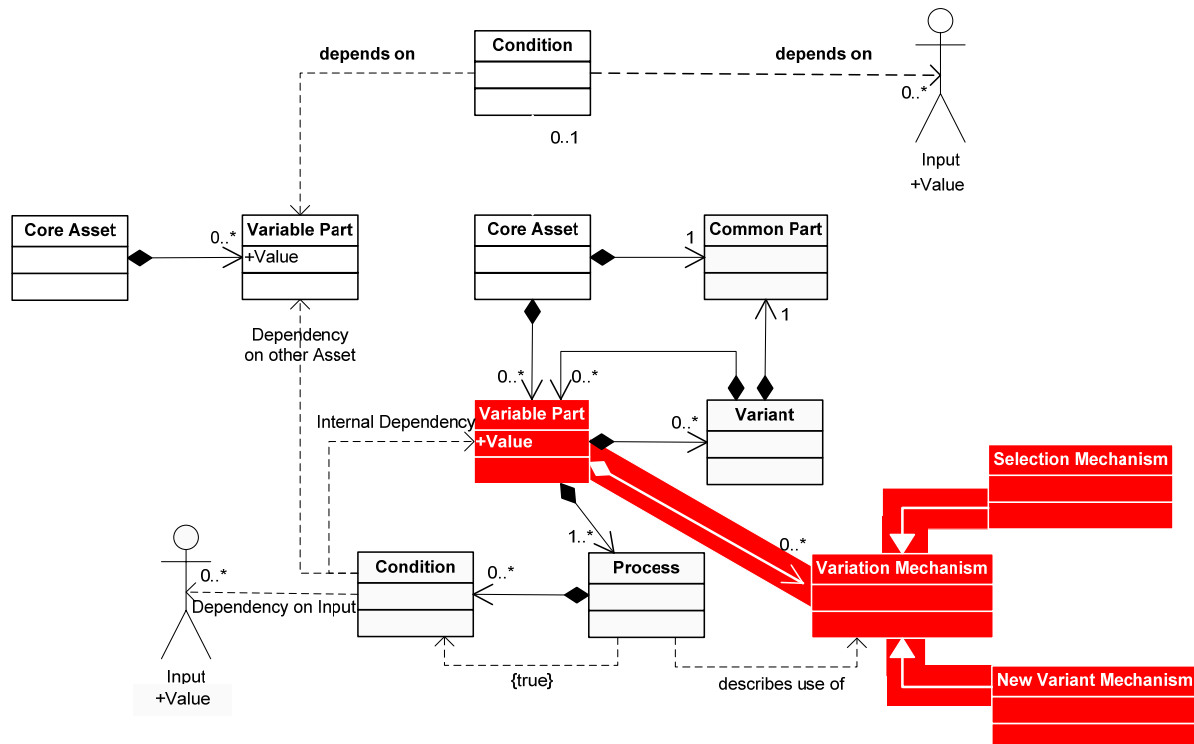 depends on
Condition
depends on
0..*
0..1
Input
+Value
Core Asset
0..*
Variable Part
+Value
Core Asset
1
Common Part
1
Dependency
on other Asset
0..*
0..*
Internal Dependency
Variable Part
+Value
0..*
Variant
Selection Mechanism
1..*
0..*
0..*
Dependency on Input
Condition
0..*
Process
Variation Mechanism
Input
+Value
{true}
describes use of
New Variant Mechanism